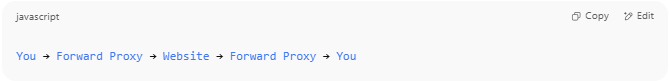 javascript
Copy
Edit
You → Forward Proxy → Website → Forward Proxy → You